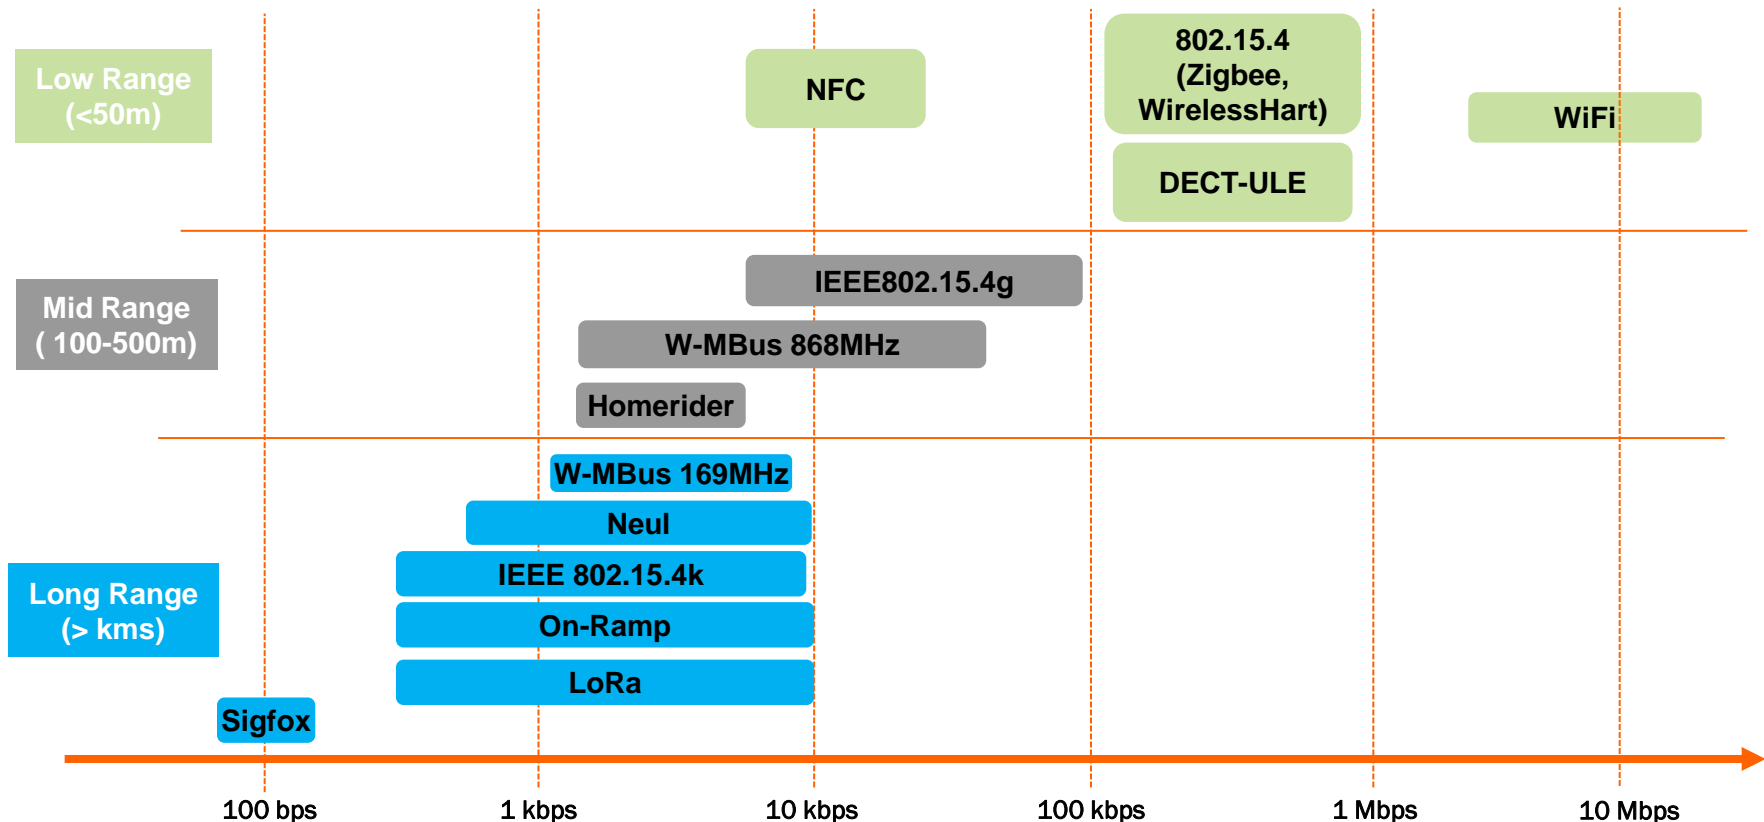 Low Range
(<50m)
NFC
802.15.4
(Zigbee,
WirelessHart)
WiFi
DECT-ULE
Mid Range
( 100-500m)
IEEE802.15.4g
W-MBus 868MHz
Homerider
Long Range
(> kms)
W-MBus 169MHz
Neul
IEEE 802.15.4k
On-Ramp
LoRa
Sigfox
100 bps
1 kbps
10 kbps
100 kbps
1 Mbps
10 Mbps